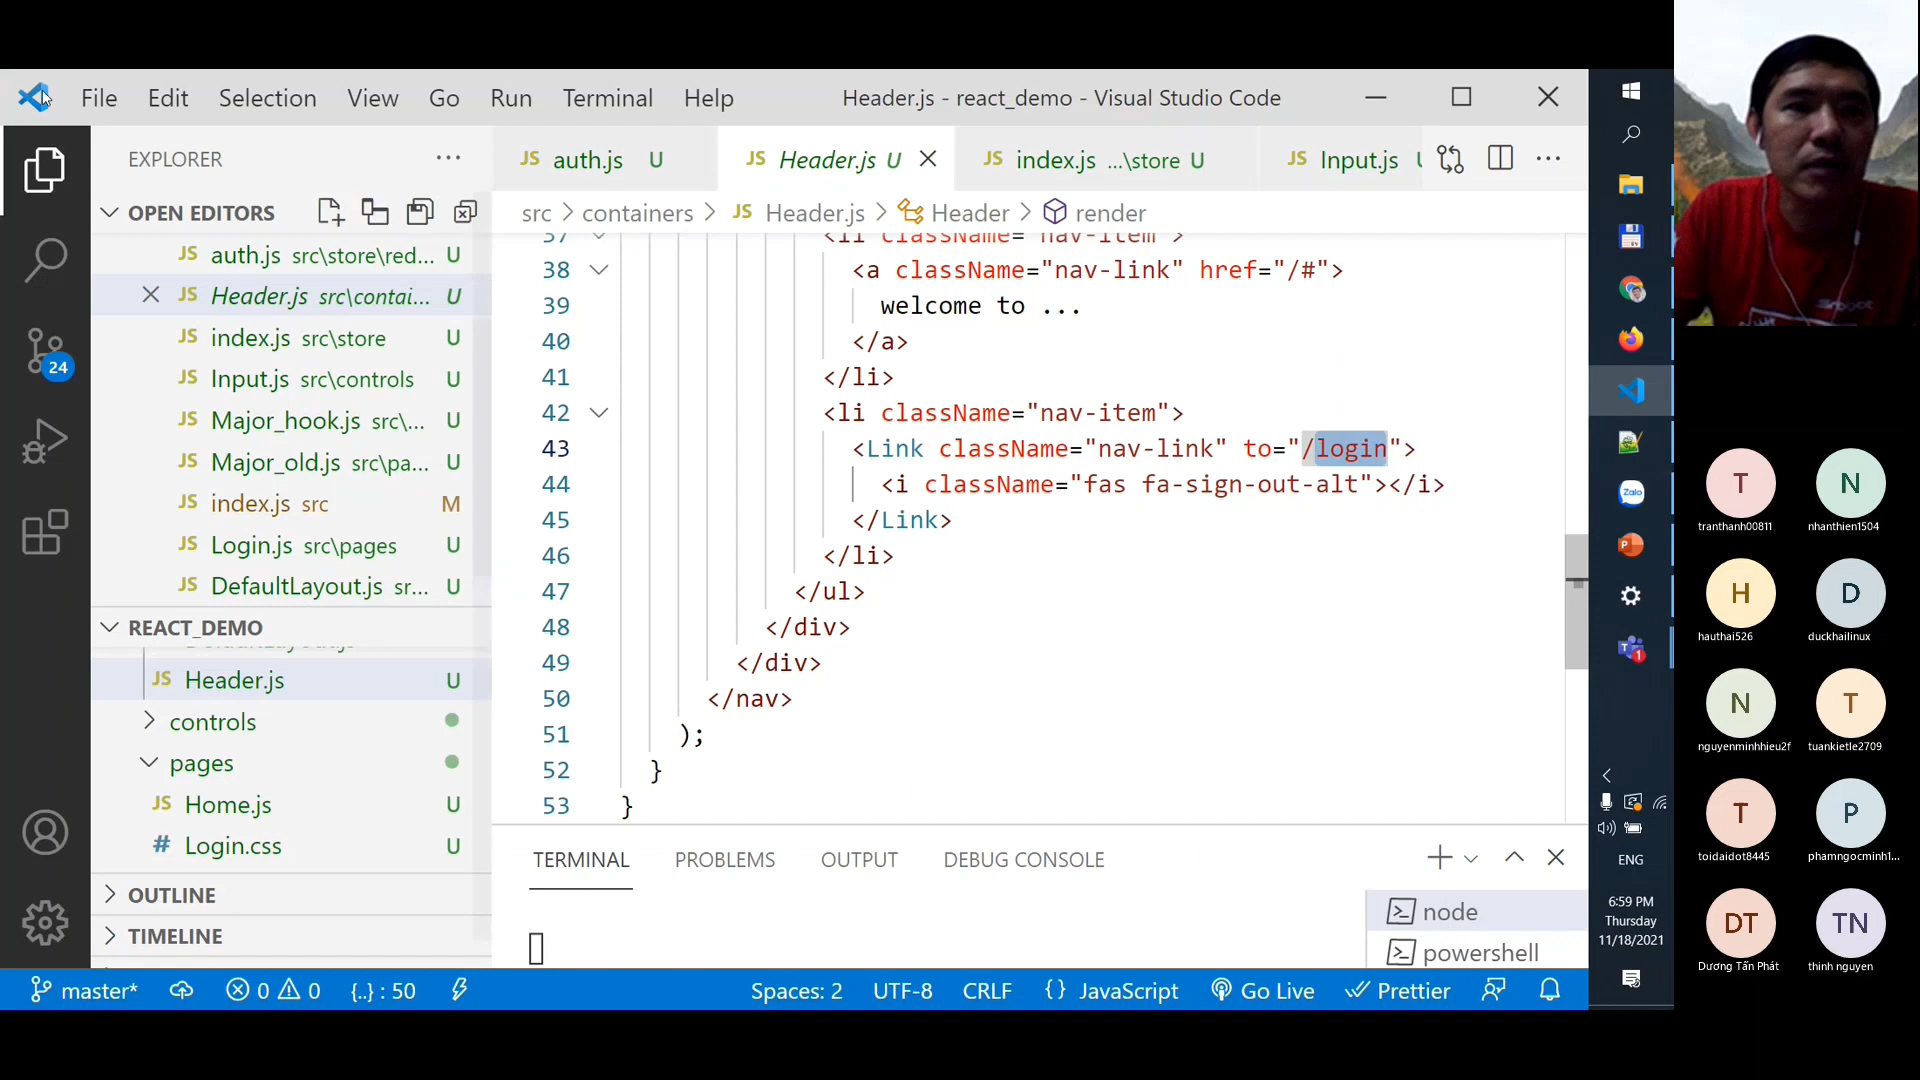 File Edit Selection View Go Run Terminal Help Header.js - react_demo - Visual Studio Code
EXPLORER
OPEN EDITORS
JS auth.js src\store\red... U
JS Header.js src\contai... U
JS index.js src\store U
JS Input.js src\controls U
JS Major_hook.js src\... U
JS Major_old.js src\pa... U
JS index.js src M
JS Login.js src\pages U
JS DefaultLayout.js sr... U
24
REACT_DEMO
JS Header.js U
controls
pages
JS Home.js U
# Login.css U
OUTLINE
TIMELINE
JS auth.js U JS Header.js U JS index.js ...\store U JS Input.js
src > containers > JS Header.js > Header > render
37 <li className="nav-item">
38 <a className="nav-link" href="/#">
39 welcome to ...
40 </a>
41 </li>
42 <li className="nav-item">
43 <Link className="nav-link" to="/login">
44 <i className="fas fa-sign-out-alt"></i>
45 </Link>
46 </li>
47 </ul>
48 </div>
49 </div>
50 </nav>
51 );
52 }
53 }
TERMINAL PROBLEMS OUTPUT DEBUG CONSOLE
node
powershell
master* 0 0 {..} : 50 Spaces: 2 UTF-8 CRLF {} JavaScript Go Live Prettier
Zalo
1
ENG
6:59 PM
Thursday
11/18/2021
T N
tranthanh00811 nhanthien1504
H D
hauthai526 duckhailinux
N T
nguyenminhhieu2f tuankietle2709
T P
toidaidot8445 phamngocminh1...
DT TN
Dương Tấn Phát thinh nguyen